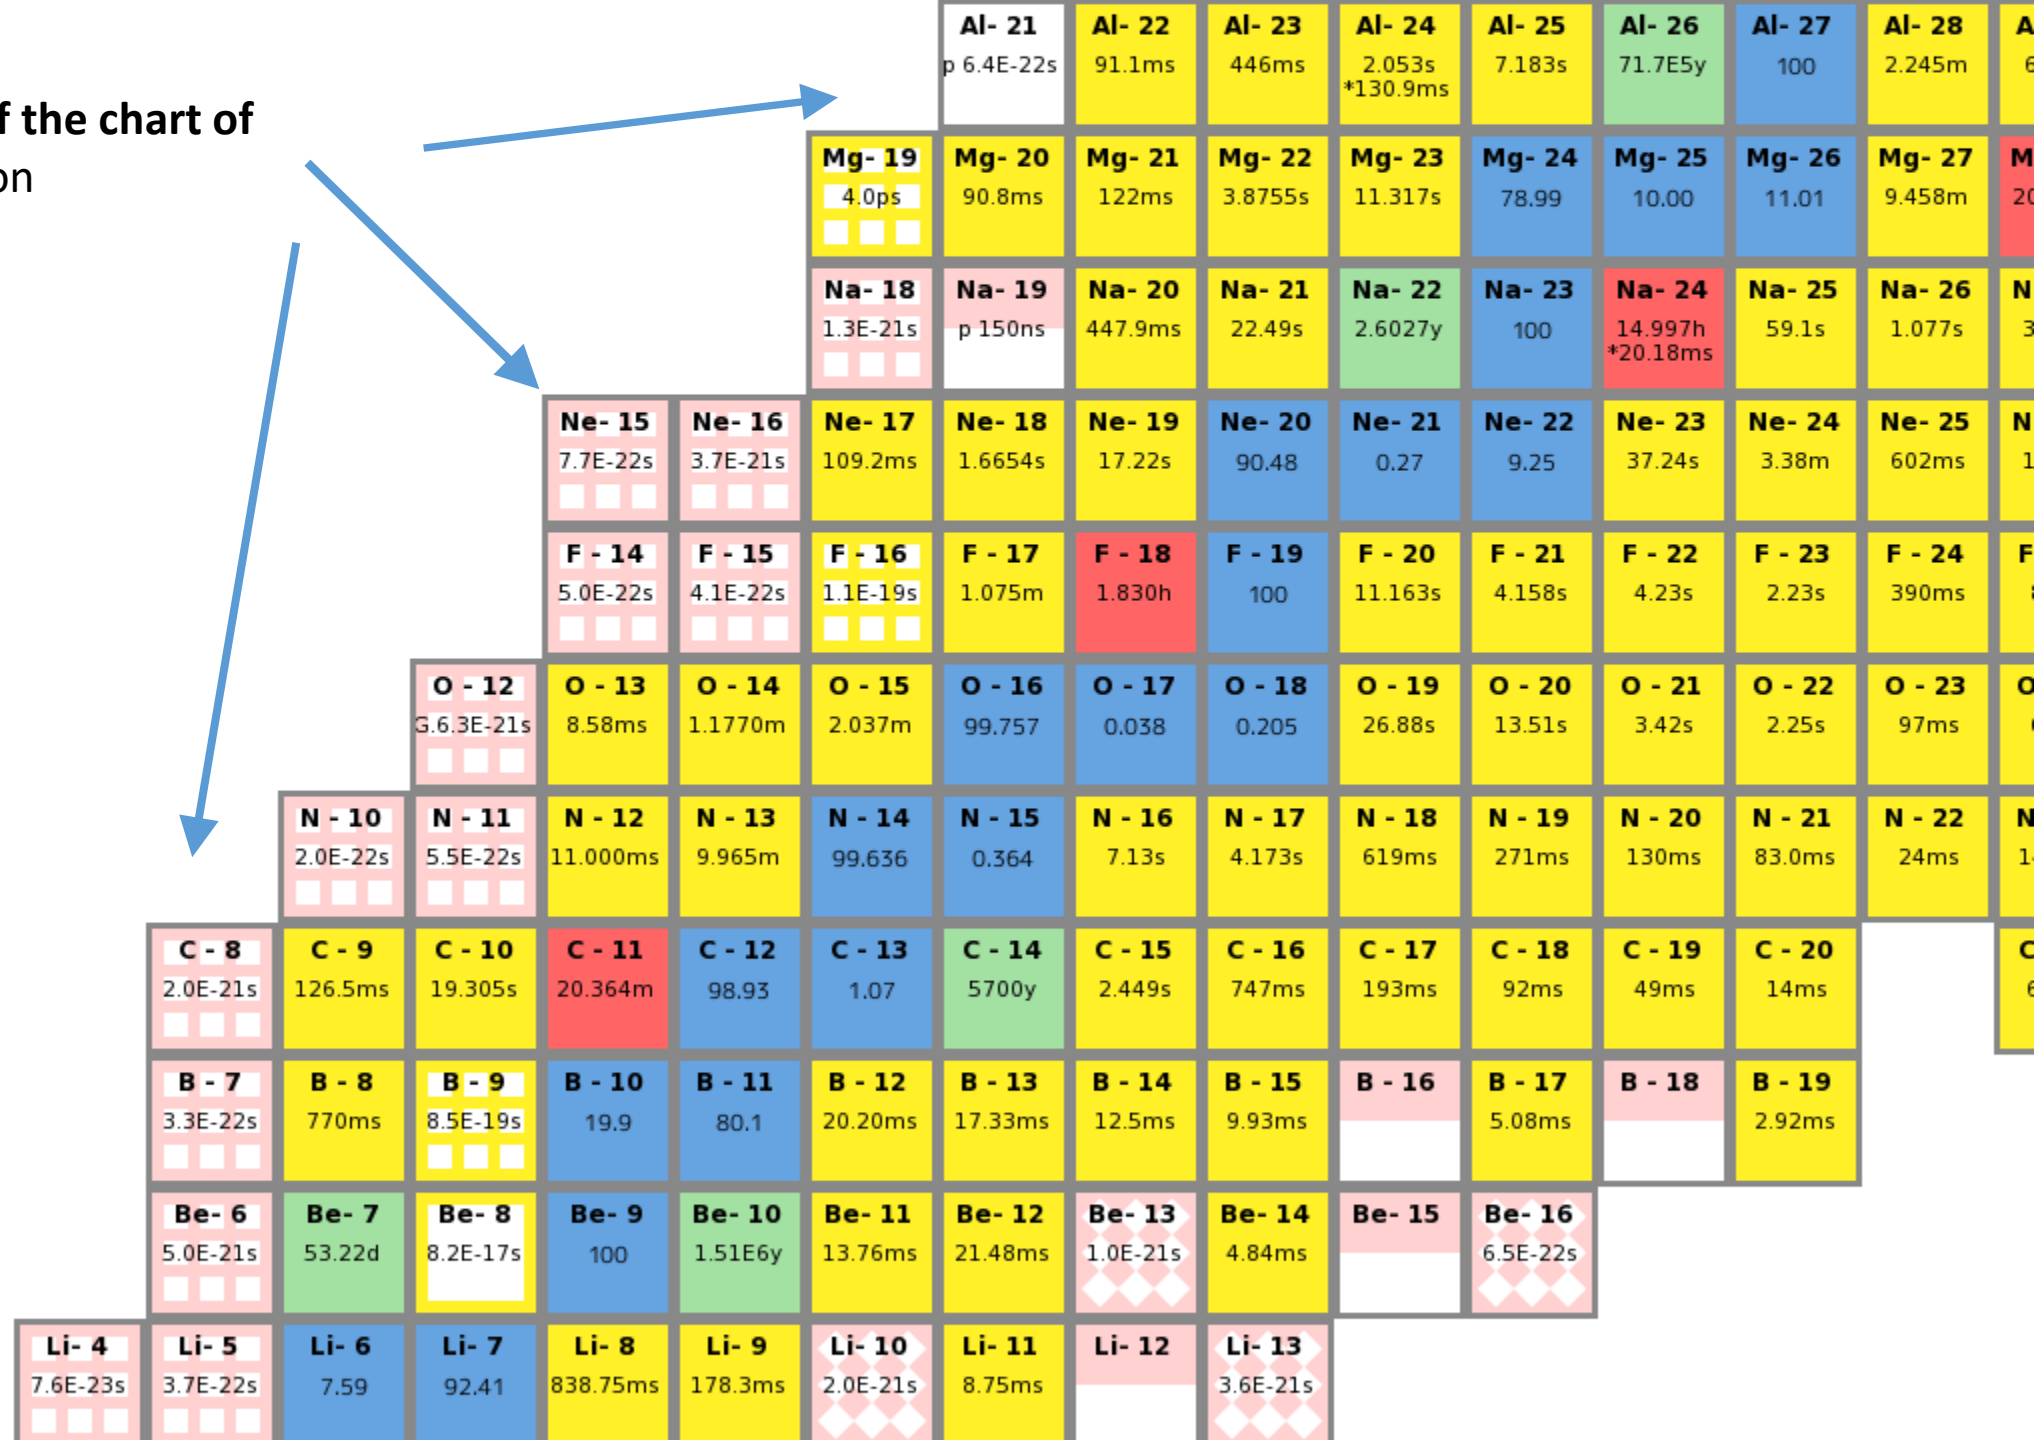 f the chart of
on
Al- 21 Al- 22 Al- 23 Al- 24 Al- 25 Al- 26 Al- 27 Al- 28
p 6.4E-22s 91.1ms 446ms 2.053s 7.183s 71.7E5y 100 2.245m
*130.9ms
Mg- 19 Mg- 20 Mg- 21 Mg- 22 Mg- 23 Mg- 24 Mg- 25 Mg- 26 Mg- 27
4.0ps 90.8ms 122ms 3.8755s 11.317s 78.99 10.00 11.01 9.458m
Na- 18 Na- 19 Na- 20 Na- 21 Na- 22 Na- 23 Na- 24 Na- 25 Na- 26
1.3E-21s p 150ns 447.9ms 22.49s 2.6027y 100 14.997h 59.1s 1.077s
*20.18ms
Ne- 15 Ne- 16 Ne- 17 Ne- 18 Ne- 19 Ne- 20 Ne- 21 Ne- 22 Ne- 23 Ne- 24 Ne- 25
7.7E-22s 3.7E-21s 109.2ms 1.6654s 17.22s 90.48 0.27 9.25 37.24s 3.38m 602ms
F - 14 F - 15 F - 16 F - 17 F - 18 F - 19 F - 20 F - 21 F - 22 F - 23 F - 24
5.0E-22s 4.1E-22s 1.1E-19s 1.075m 1.830h 100 11.163s 4.158s 4.23s 2.23s 390ms
O - 12 O - 13 O - 14 O - 15 O - 16 O - 17 O - 18 O - 19 O - 20 O - 21 O - 22 O - 23
G.6.3E-21s 8.58ms 1.1770m 2.037m 99.757 0.038 0.205 26.88s 13.51s 3.42s 2.25s 97ms
N - 10 N - 11 N - 12 N - 13 N - 14 N - 15 N - 16 N - 17 N - 18 N - 19 N - 20 N - 21 N - 22
2.0E-22s 5.5E-22s 11.000ms 9.965m 99.636 0.364 7.13s 4.173s 619ms 271ms 130ms 83.0ms 24ms
C - 8 C - 9 C - 10 C - 11 C - 12 C - 13 C - 14 C - 15 C - 16 C - 17 C - 18 C - 19 C - 20
2.0E-21s 126.5ms 19.305s 20.364m 98.93 1.07 5700y 2.449s 747ms 193ms 92ms 49ms 14ms
B - 7 B - 8 B - 9 B - 10 B - 11 B - 12 B - 13 B - 14 B - 15 B - 16 B - 17 B - 18 B - 19
3.3E-22s 770ms 8.5E-19s 19.9 80.1 20.20ms 17.33ms 12.5ms 9.93ms 5.08ms 2.92ms
Be- 6 Be- 7 Be- 8 Be- 9 Be- 10 Be- 11 Be- 12 Be- 13 Be- 14 Be- 15 Be- 16
5.0E-21s 53.22d 8.2E-17s 100 1.51E6y 13.76ms 21.48ms 1.0E-21s 4.84ms 6.5E-22s
Li- 4 Li- 5 Li- 6 Li- 7 Li- 8 Li- 9 Li- 10 Li- 11 Li- 12 Li- 13
7.6E-23s 3.7E-22s 7.59 92.41 838.75ms 178.3ms 2.0E-21s 8.75ms 3.6E-21s